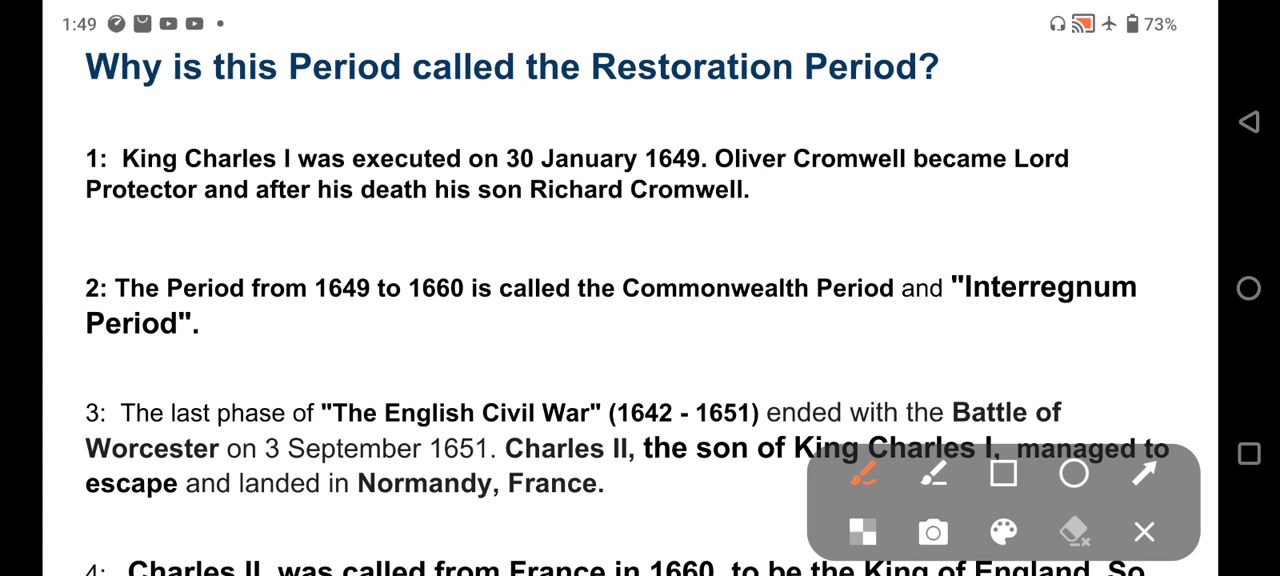 1:49
73%
Why is this Period called the Restoration Period?
1: King Charles I was executed on 30 January 1649. Oliver Cromwell became Lord
Protector and after his death his son Richard Cromwell.
2: The Period from 1649 to 1660 is called the Commonwealth Period and "Interregnum
Period".
3: The last phase of "The English Civil War" (1642 - 1651) ended with the Battle of
Worcester on 3 September 1651. Charles II, the son of King Charles I, managed to
escape and landed in Normandy, France.
4: Charles II, was called from France in 1660, to be the King of England. So